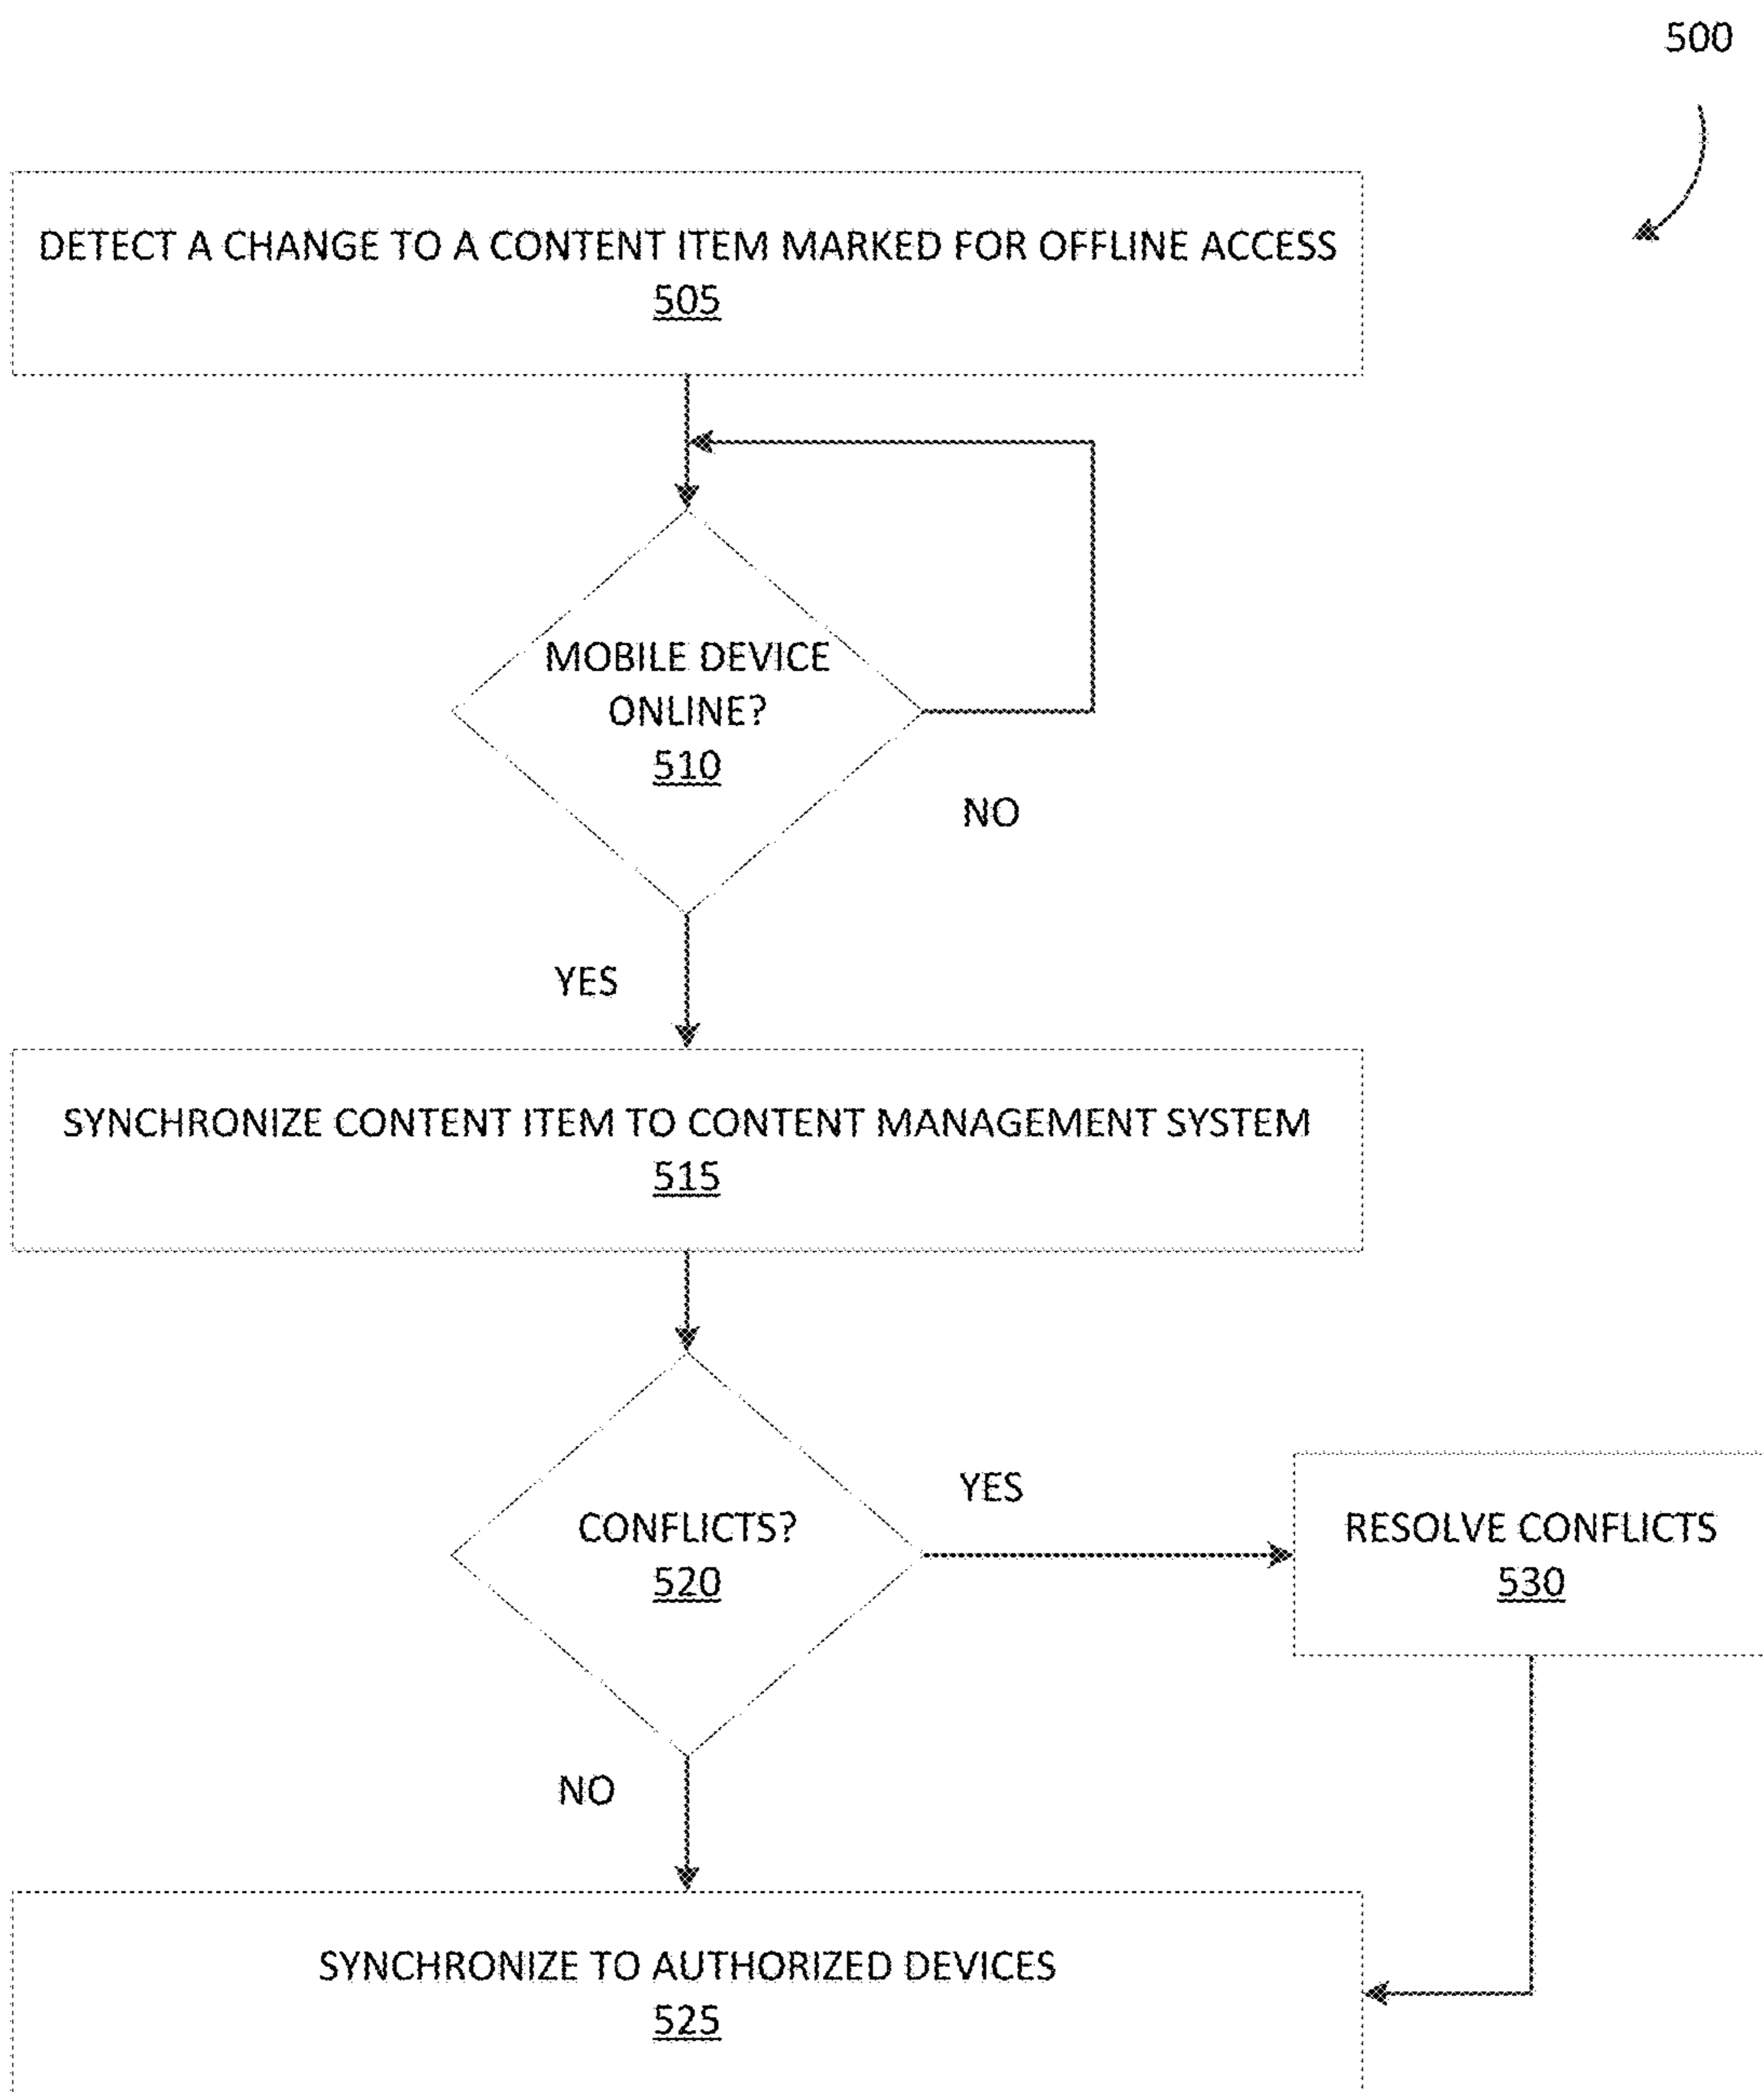 500
DETECT A CHANGE TO A CONTENT ITEM MARKED FOR OFFLINE ACCESS
505
MOBILE DEVICE
ONLINE?
510
NO
YES
SYNCHRONIZE CONTENT ITEM TO CONTENT MANAGEMENT SYSTEM
515
YES
CONFLICTS?
520
RESOLVE CONFLICTS
530
NO
SYNCHRONIZE TO AUTHORIZED DEVICES
525